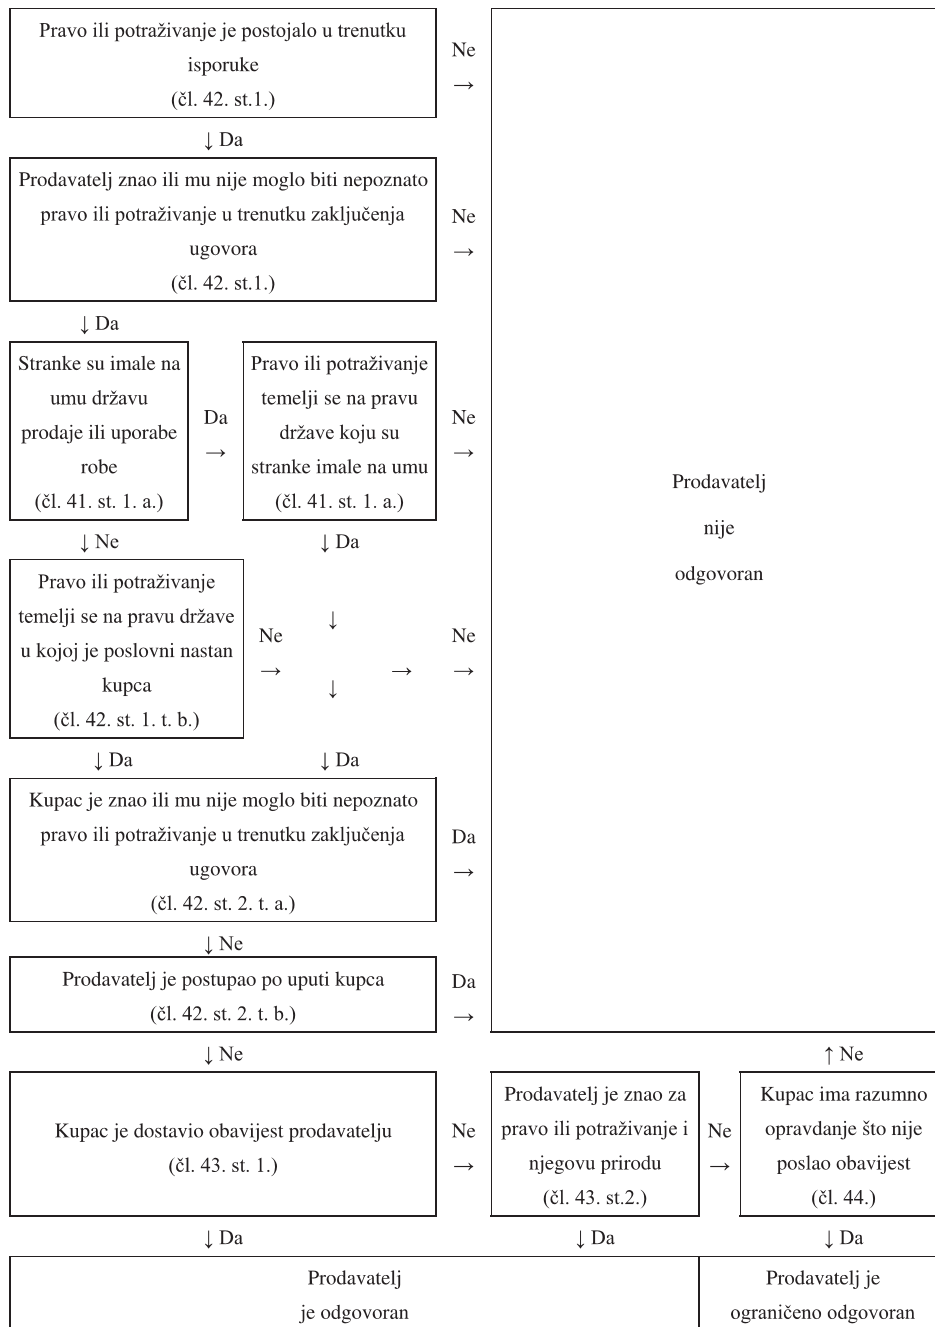 Pravo ili potraživanje je postojalo u trenutku
isporuke
(čl. 42. st.1.)
Ne
→
↓ Da
Prodavatelj znao ili mu nije moglo biti nepoznato
pravo ili potraživanje u trenutku zaključenja
ugovora
(čl. 42. st.1.)
Ne
→
↓ Da
Stranke su imale na
umu državu
prodaje ili uporabe
robe
(čl. 41. st. 1. a.)
Da
→
Pravo ili potraživanje
temelji se na pravu
države koju su
stranke imale na umu
(čl. 41. st. 1. a.)
Ne
→
Prodavatelj
nije
odgovoran
↓ Ne
↓ Da
Pravo ili potraživanje
temelji se na pravu države
u kojoj je poslovni nastan
kupca
(čl. 42. st. 1. t. b.)
Ne
→
↓
↓
→
Ne
→
↓ Da
↓ Da
Kupac je znao ili mu nije moglo biti nepoznato
pravo ili potraživanje u trenutku zaključenja
ugovora
(čl. 42. st. 2. t. a.)
Da
→
↓ Ne
Prodavatelj je postupao po uputi kupca
(čl. 42. st. 2. t. b.)
Da
→
↓ Ne
↑ Ne
Kupac je dostavio obavijest prodavatelju
(čl. 43. st. 1.)
Ne
→
Prodavatelj je znao za
pravo ili potraživanje i
njegovu prirodu
(čl. 43. st.2.)
Ne
→
Kupac ima razumno
opravdanje što nije
poslao obavijest
(čl. 44.)
↓ Da
↓ Da
↓ Da
Prodavatelj
je odgovoran
Prodavatelj je
ograničeno odgovoran